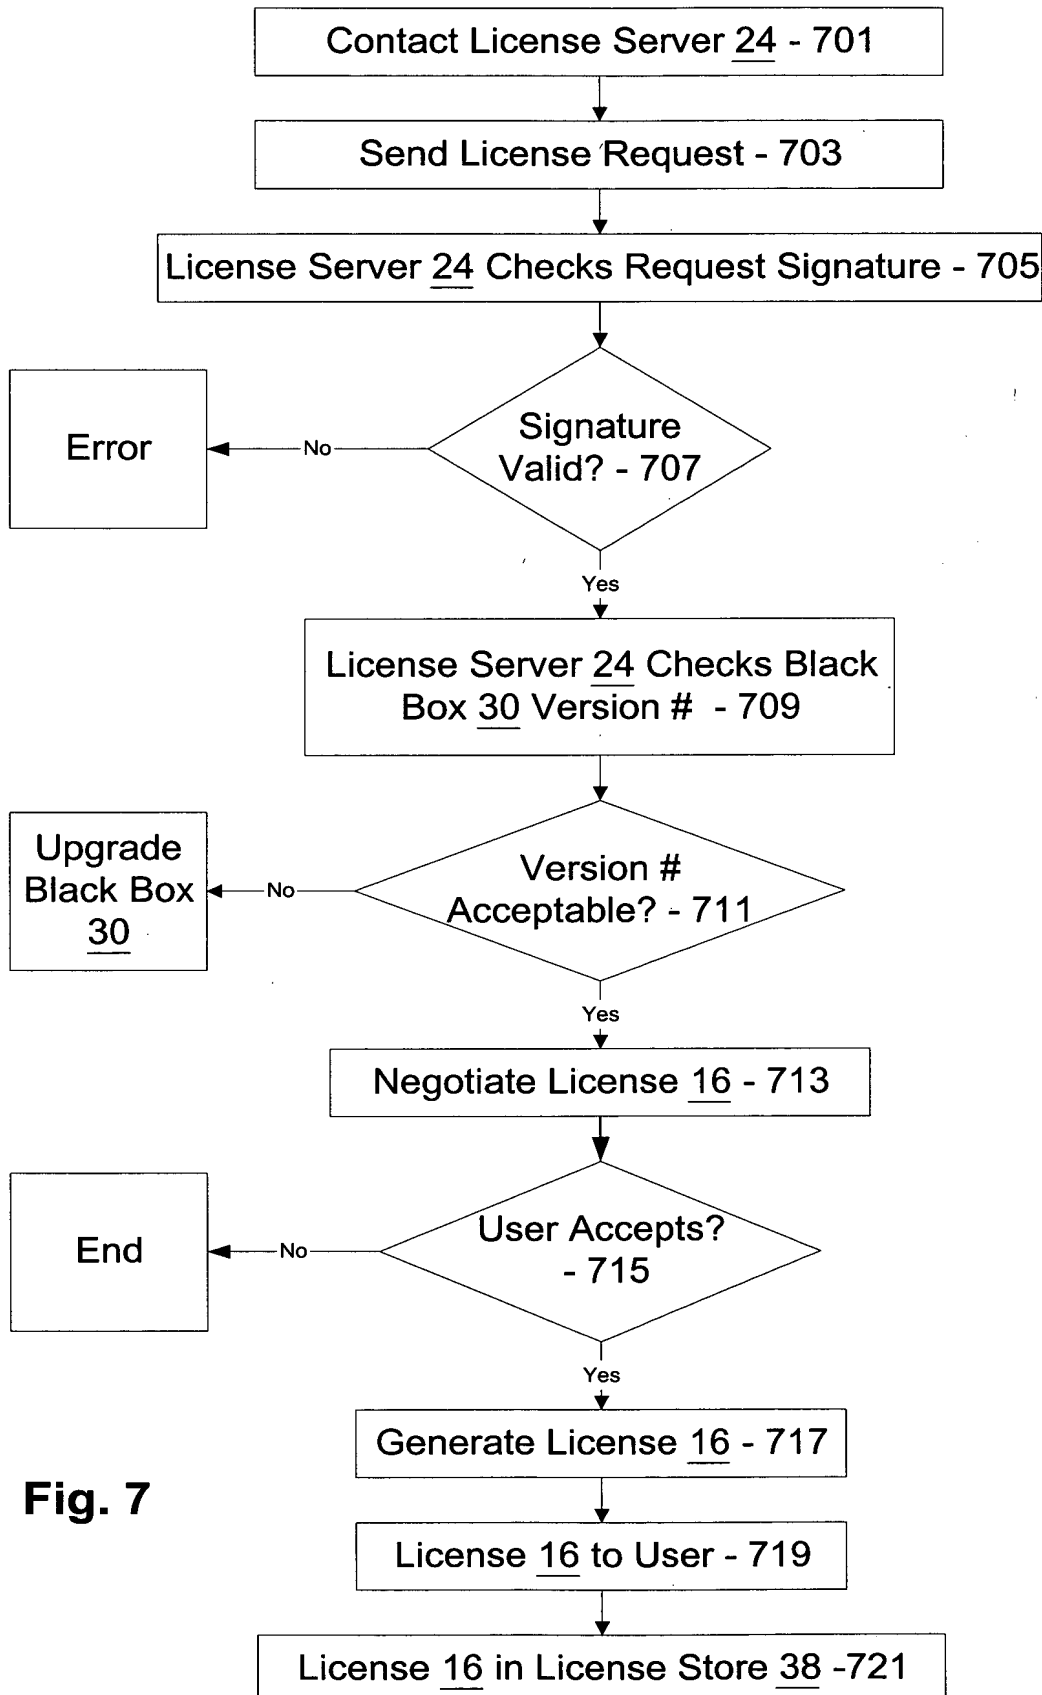 Contact License Server 24 - 701
Send License Request - 703
License Server 24 Checks Request Signature - 705
Signature
Valid? - 707
No
Error
Yes
License Server 24 Checks Black
Box 30 Version # - 709
Version #
Acceptable? - 711
No
Upgrade
Black Box
30
Yes
Negotiate License 16 - 713
User Accepts?
- 715
No
End
Yes
Generate License 16 - 717
License 16 to User - 719
License 16 in License Store 38 -721
Fig. 7